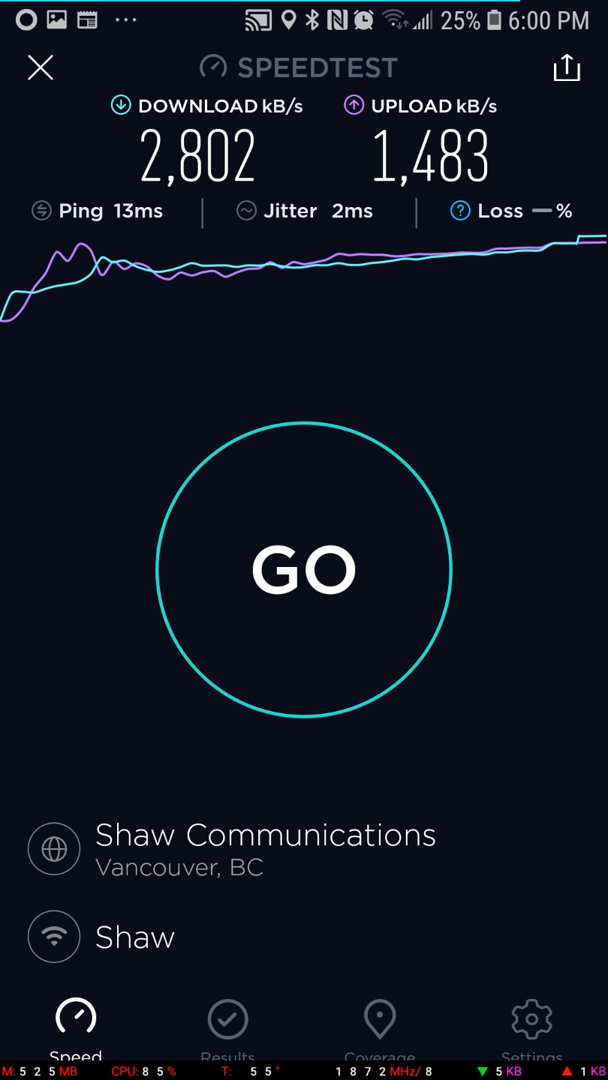 25% 6:00 PM
SPEEDTEST
DOWNLOAD kB/s UPLOAD kB/s
2,802 1,483
Ping 13ms Jitter 2ms ? Loss — %
GO
Shaw Communications
Vancouver, BC
Shaw
Speed Results Coverage Settings
M: 5 2 5 MB CPU: 8 5 % T: 5 5 ° 1 8 7 2 MHz/ 8 ▼ 5 KB ▲ 1 KB